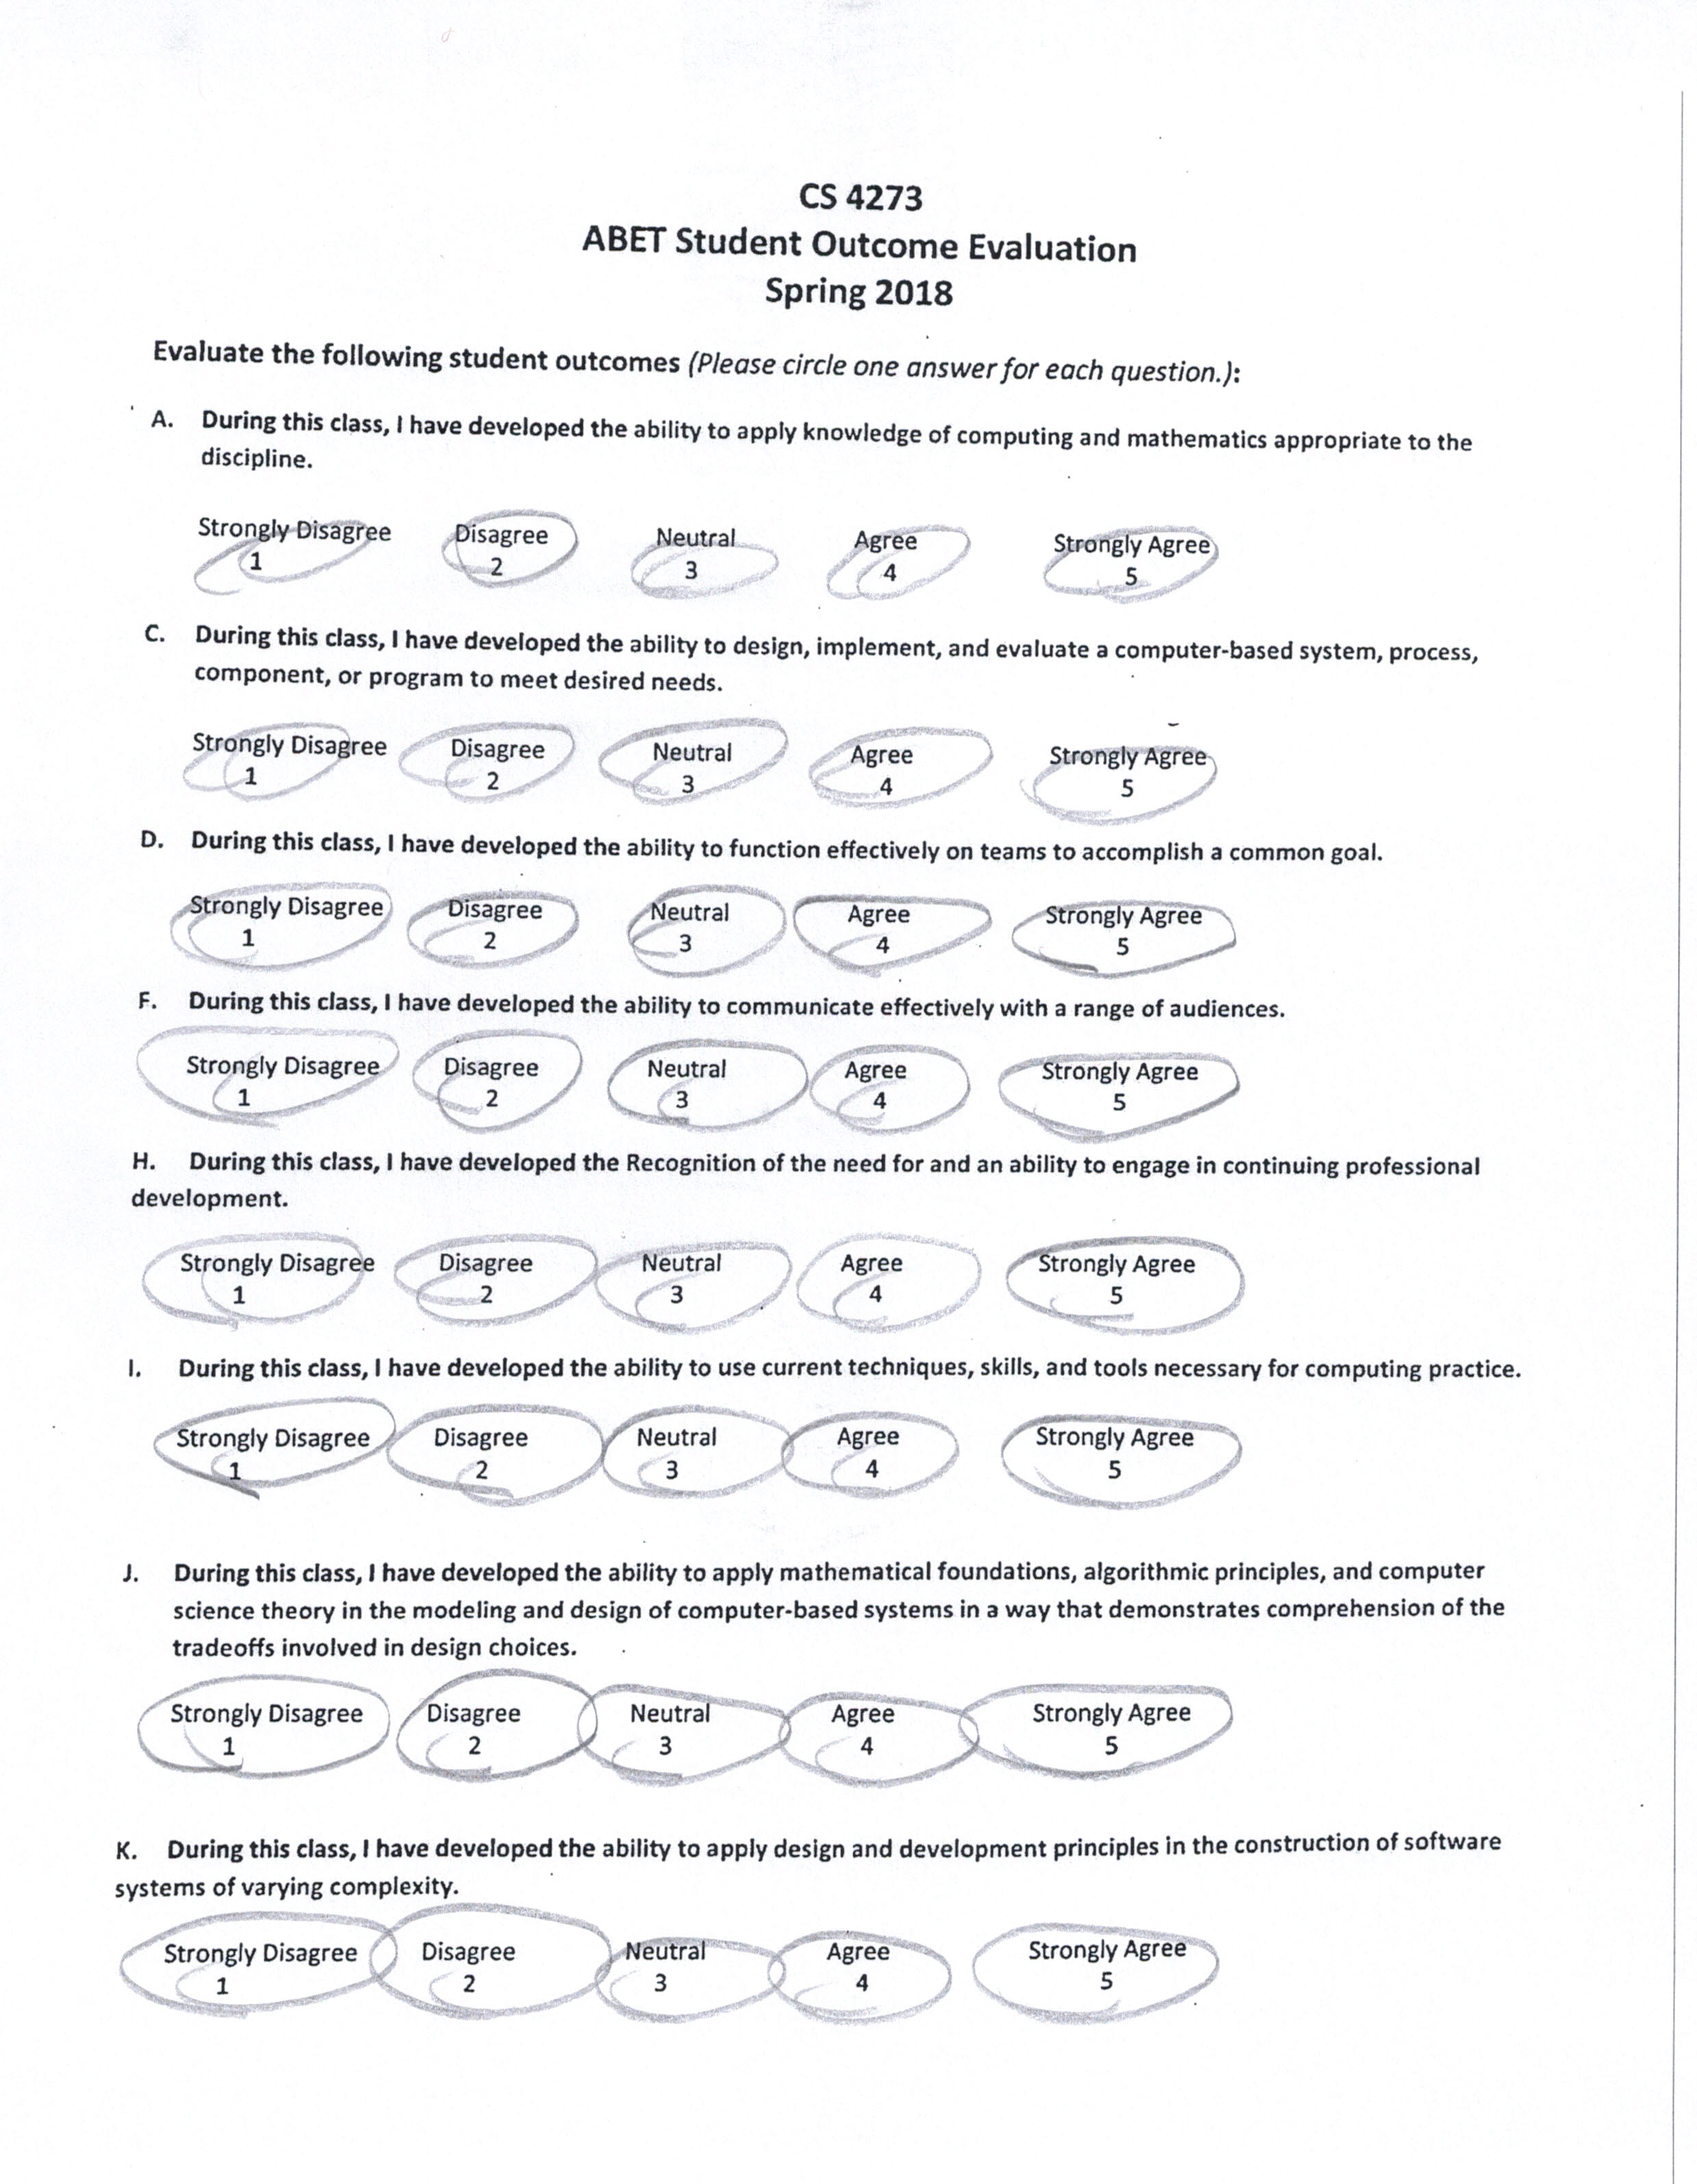 CS 4273
ABET Student Outcome Evaluation
Spring 2018
Evaluate the following student outcomes (Please circle one answer for each question.):
A. During this class, I have developed the ability to apply knowledge of computing and mathematics appropriate to the
discipline.
Strongly Disagree Disagree Neutral Agree Strongly Agree
1 2 3 4 5
C. During this class, I have developed the ability to design, implement, and evaluate a computer-based system, process,
component, or program to meet desired needs.
Strongly Disagree Disagree Neutral Agree Strongly Agree
1 2 3 4 5
D. During this class, I have developed the ability to function effectively on teams to accomplish a common goal.
Strongly Disagree Disagree Neutral Agree Strongly Agree
1 2 3 4 5
F. During this class, I have developed the ability to communicate effectively with a range of audiences.
Strongly Disagree Disagree Neutral Agree Strongly Agree
1 2 3 4 5
H. During this class, I have developed the Recognition of the need for and an ability to engage in continuing professional
development.
Strongly Disagree Disagree Neutral Agree Strongly Agree
1 2 3 4 5
I. During this class, I have developed the ability to use current techniques, skills, and tools necessary for computing practice.
Strongly Disagree Disagree Neutral Agree Strongly Agree
1 2 3 4 5
J. During this class, I have developed the ability to apply mathematical foundations, algorithmic principles, and computer
science theory in the modeling and design of computer-based systems in a way that demonstrates comprehension of the
tradeoffs involved in design choices.
Strongly Disagree Disagree Neutral Agree Strongly Agree
1 2 3 4 5
K. During this class, I have developed the ability to apply design and development principles in the construction of software
systems of varying complexity.
Strongly Disagree Disagree Neutral Agree Strongly Agree
1 2 3 4 5